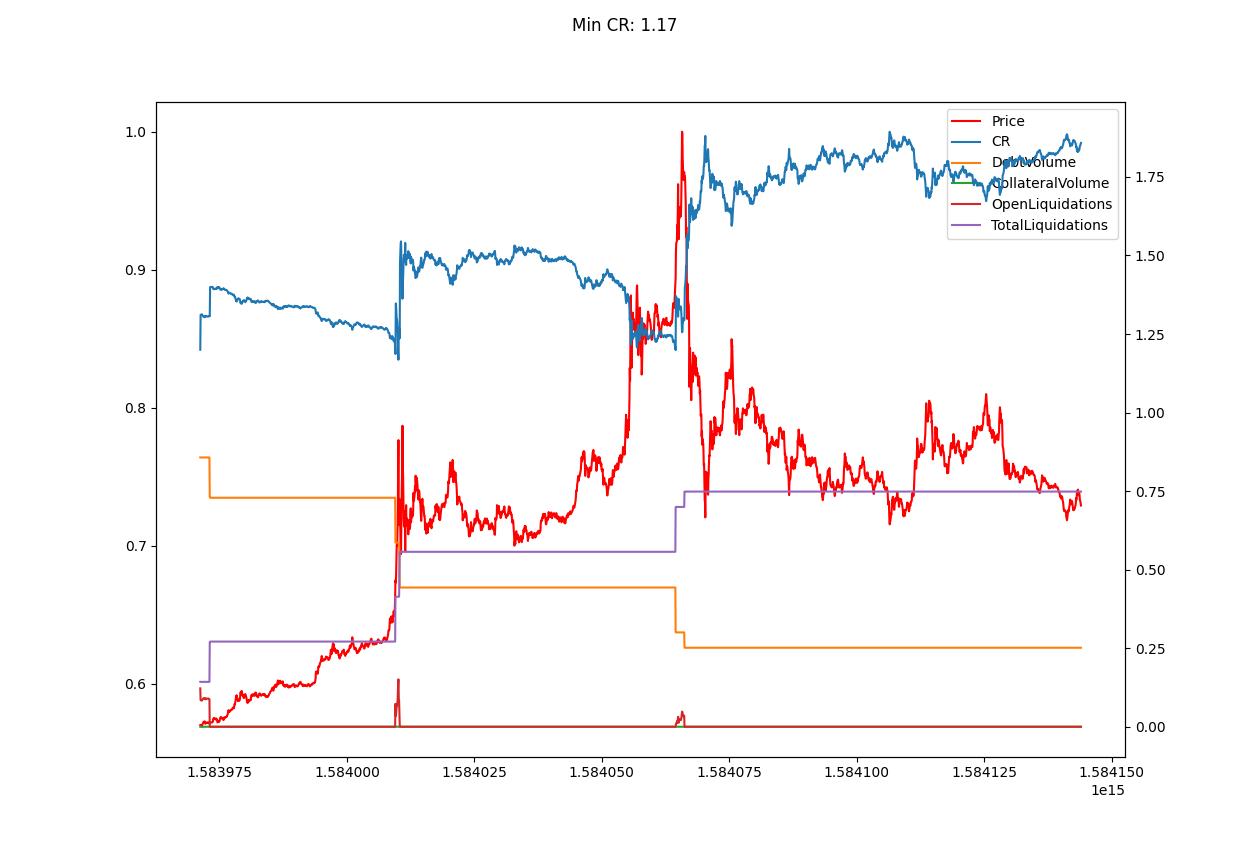 Min CR: 1.17
1.0
0.9
0.8
0.7
0.6
1.75
1.50
1.25
1.00
0.75
0.50
0.25
0.00
Price
CR
DebtVolume
CollateralVolume
OpenLiquidations
TotalLiquidations
1.583975 1.584000 1.584025 1.584050 1.584075 1.584100 1.584125 1.584150
1e15